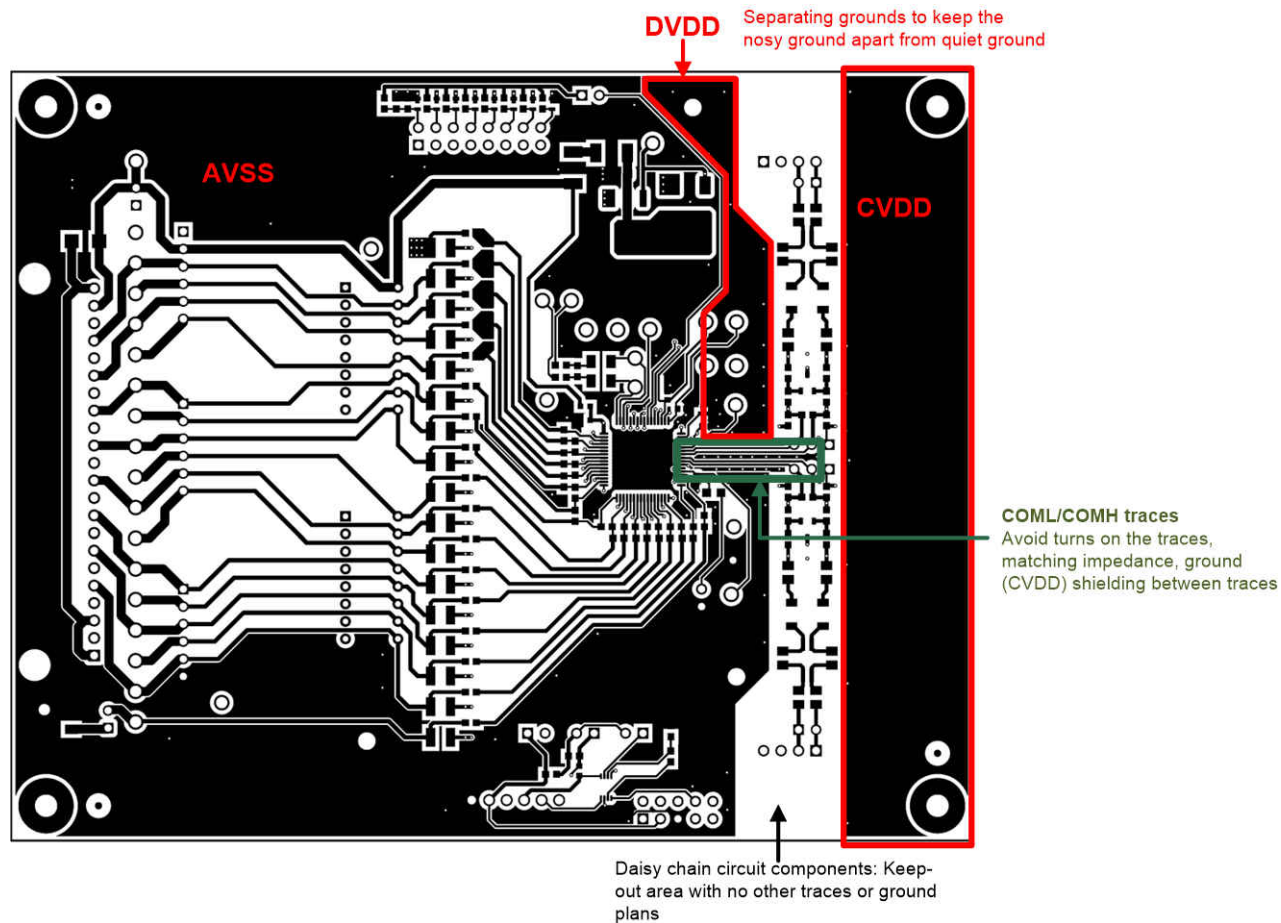 DVDD
Separating grounds to keep the
nosy ground apart from quiet ground
AVSS
CVDD
COML/COMH traces
Avoid turns on the traces,
matching impedance, ground
(CVDD) shielding between traces
Daisy chain circuit components: Keep-
out area with no other traces or ground
plans